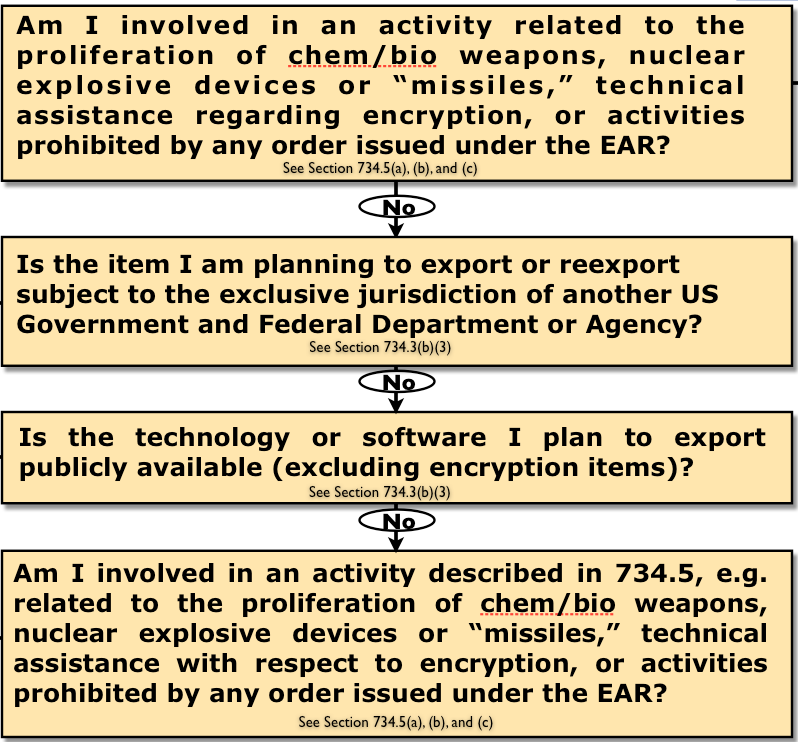 Am I involved in an activity related to the
proliferation of chem/bio weapons, nuclear
explosive devices or “missiles,” technical
assistance regarding encryption, or activities
prohibited by any order issued under the EAR?
See Section 734.5(a), (b), and (c)
No
Is the item I am planning to export or reexport
subject to the exclusive jurisdiction of another US
Government and Federal Department or Agency?
See Section 734.3(b)(3)
No
Is the technology or software I plan to export
publicly available (excluding encryption items)?
See Section 734.3(b)(3)
No
Am I involved in an activity described in 734.5, e.g.
related to the proliferation of chem/bio weapons,
nuclear explosive devices or “missiles,” technical
assistance with respect to encryption, or activities
prohibited by any order issued under the EAR?
See Section 734.5(a), (b), and (c)